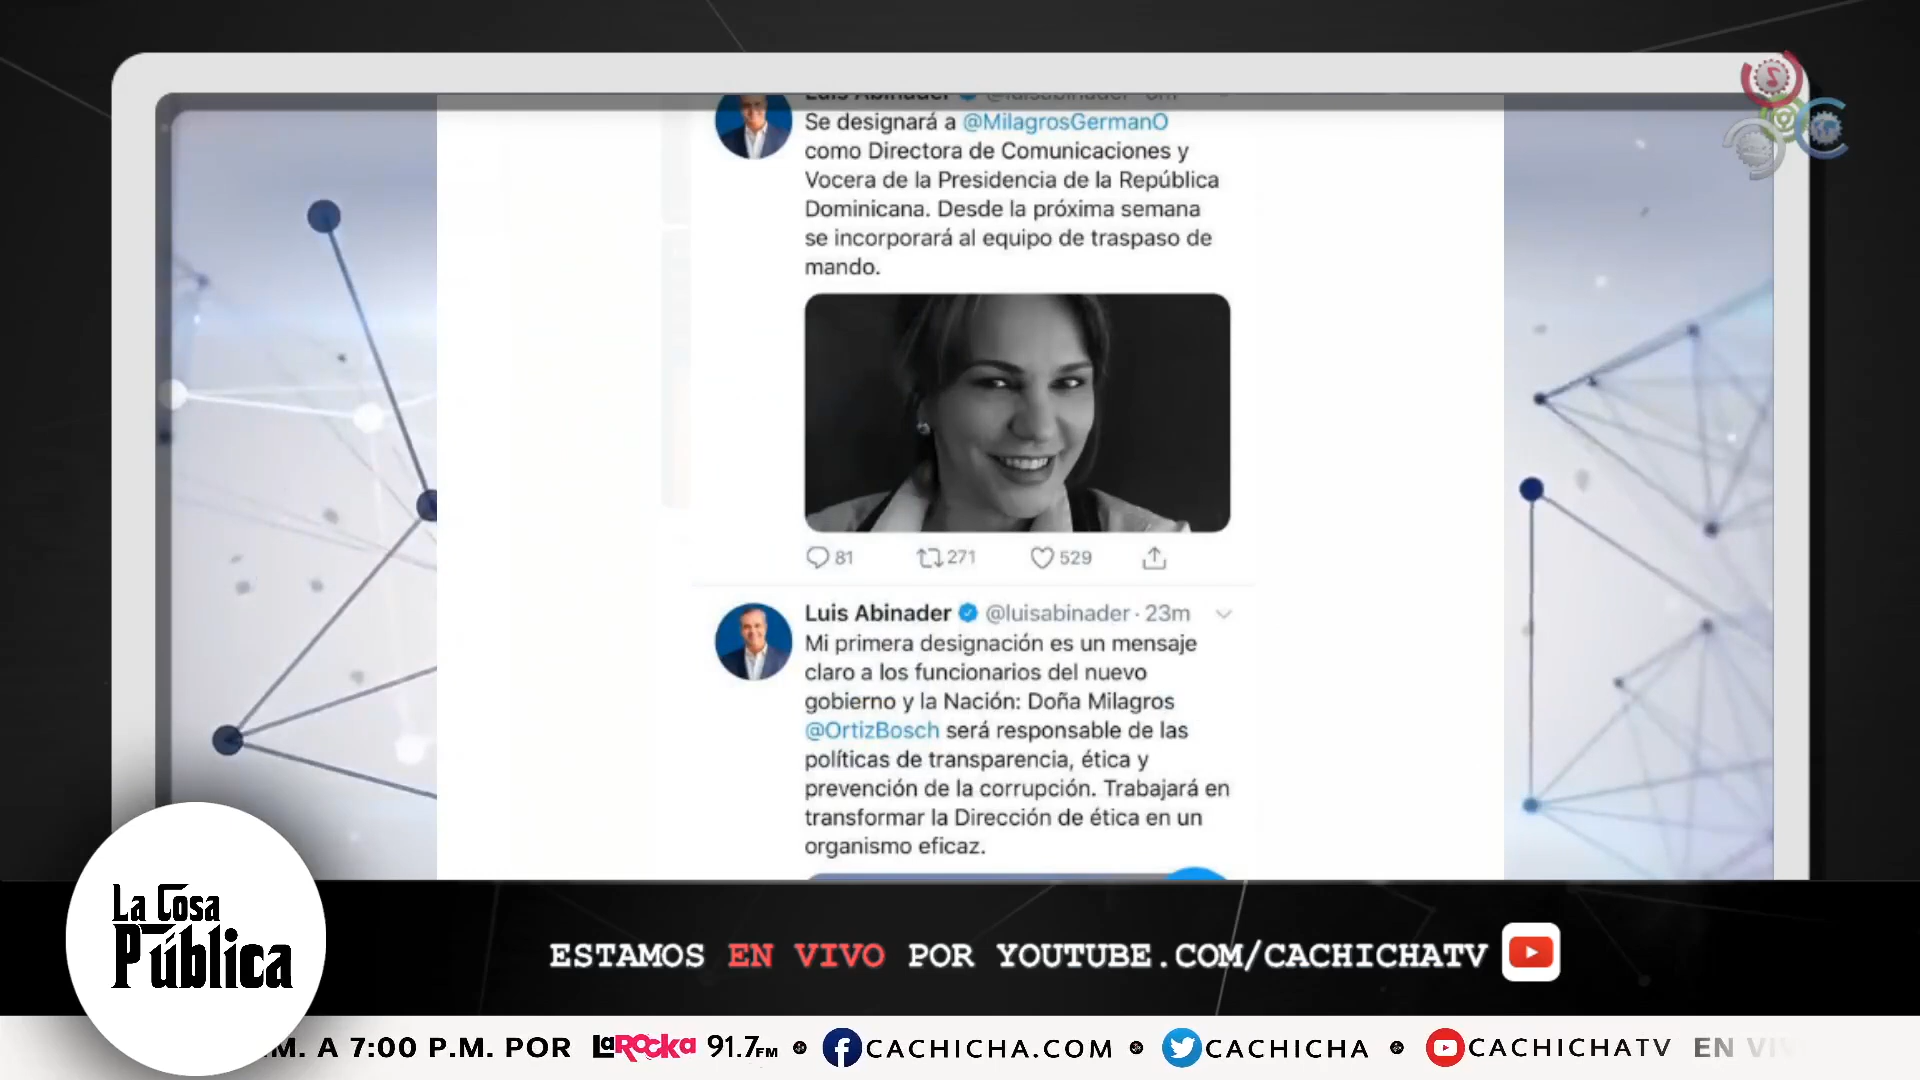 Luis Abinader @luisabinader
Se designará a @MilagrosGermanO
como Directora de Comunicaciones y
Vocera de la Presidencia de la República
Dominicana. Desde la próxima semana
se incorporará al equipo de traspaso de
mando.
81 271 529
Luis Abinader @luisabinader · 23m
Mi primera designación es un mensaje
claro a los funcionarios del nuevo
gobierno y la Nación: Doña Milagros
@OrtizBosch será responsable de las
políticas de transparencia, ética y
prevención de la corrupción. Trabajará en
transformar la Dirección de ética en un
organismo eficaz.
La Cosa
Pública
ESTAMOS EN VIVO POR YOUTUBE.COM/CACHICHATV
.M. A 7:00 P.M. POR LaRocka 91.7FM CACHICHA.COM CACHICHA CACHICHATV EN VIV